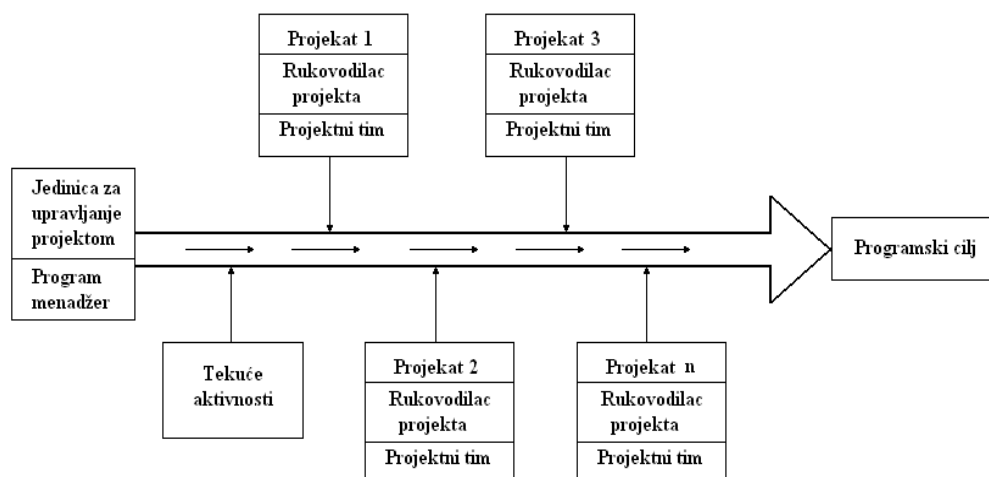 Projekat 1
Rukovodilac
projekta
Projektni tim
Projekat 3
Rukovodilac
projekta
Projektni tim
Jedinica za
upravljanje
projektom
Program
menadžer
Programski cilj
Tekuće
aktivnosti
Projekat 2
Rukovodilac
projekta
Projektni tim
Projekat n
Rukovodilac
projekta
Projektni tim